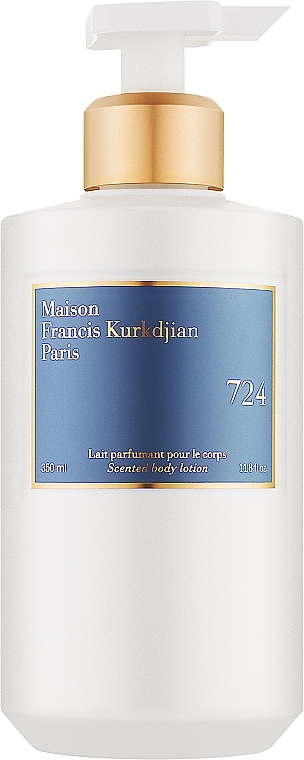 Maison
Francis Kurkdjian
Paris
724
Lait parfumant pour le corps
350 ml Scented body lotion 11.8 fl.oz